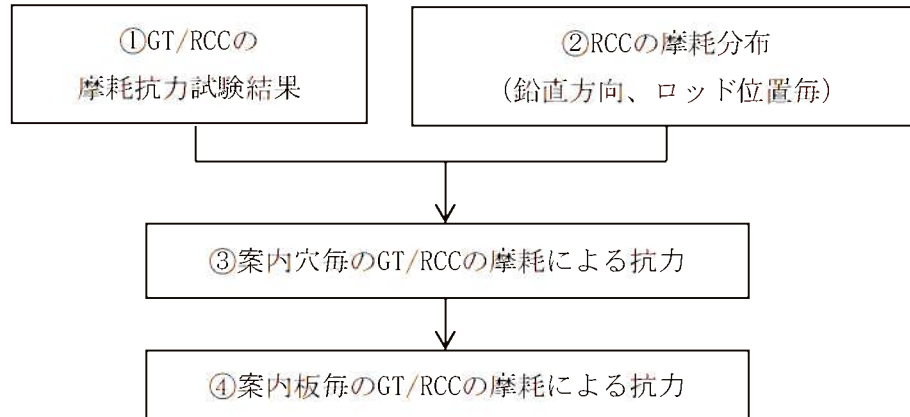 ①GT/RCCの
摩耗抗力試験結果
②RCCの摩耗分布
（鉛直方向、ロッド位置毎）
③案内穴毎のGT/RCCの摩耗による抗力
④案内板毎のGT/RCCの摩耗による抗力